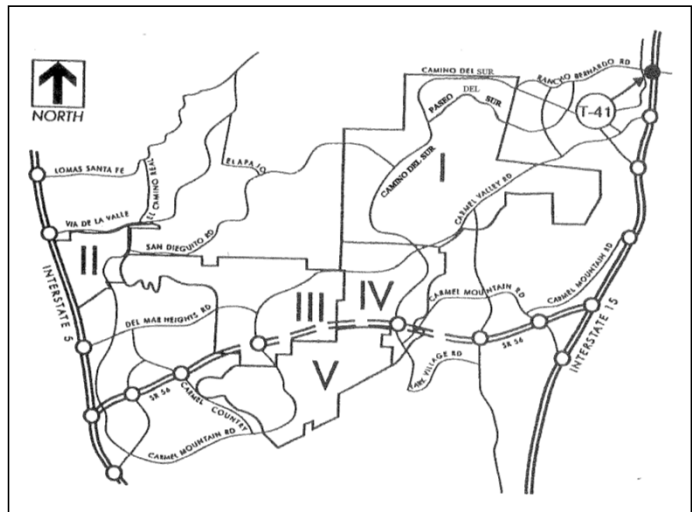 NORTH
CAMINO DEL SUR
RANCHO BERNARDO RD
PASEO DEL SUR
T-41
LOMAS SANTA FE
EL CAMINO REAL
EL APAJO
CAMINO DEL SUR
I
CARMEL VALLEY RD
VIA DE LA VALLE
SAN DIEGUITO RD
II
INTERSTATE 5
III
IV
CARMEL MOUNTAIN RD
CARMEL MOUNTAIN RD
DEL MAR HEIGHTS RD
SR 56
INTERSTATE 15
V
PARK VILLAGE RD
SR 56
CARMEL COUNTRY
CARMEL MOUNTAIN RD